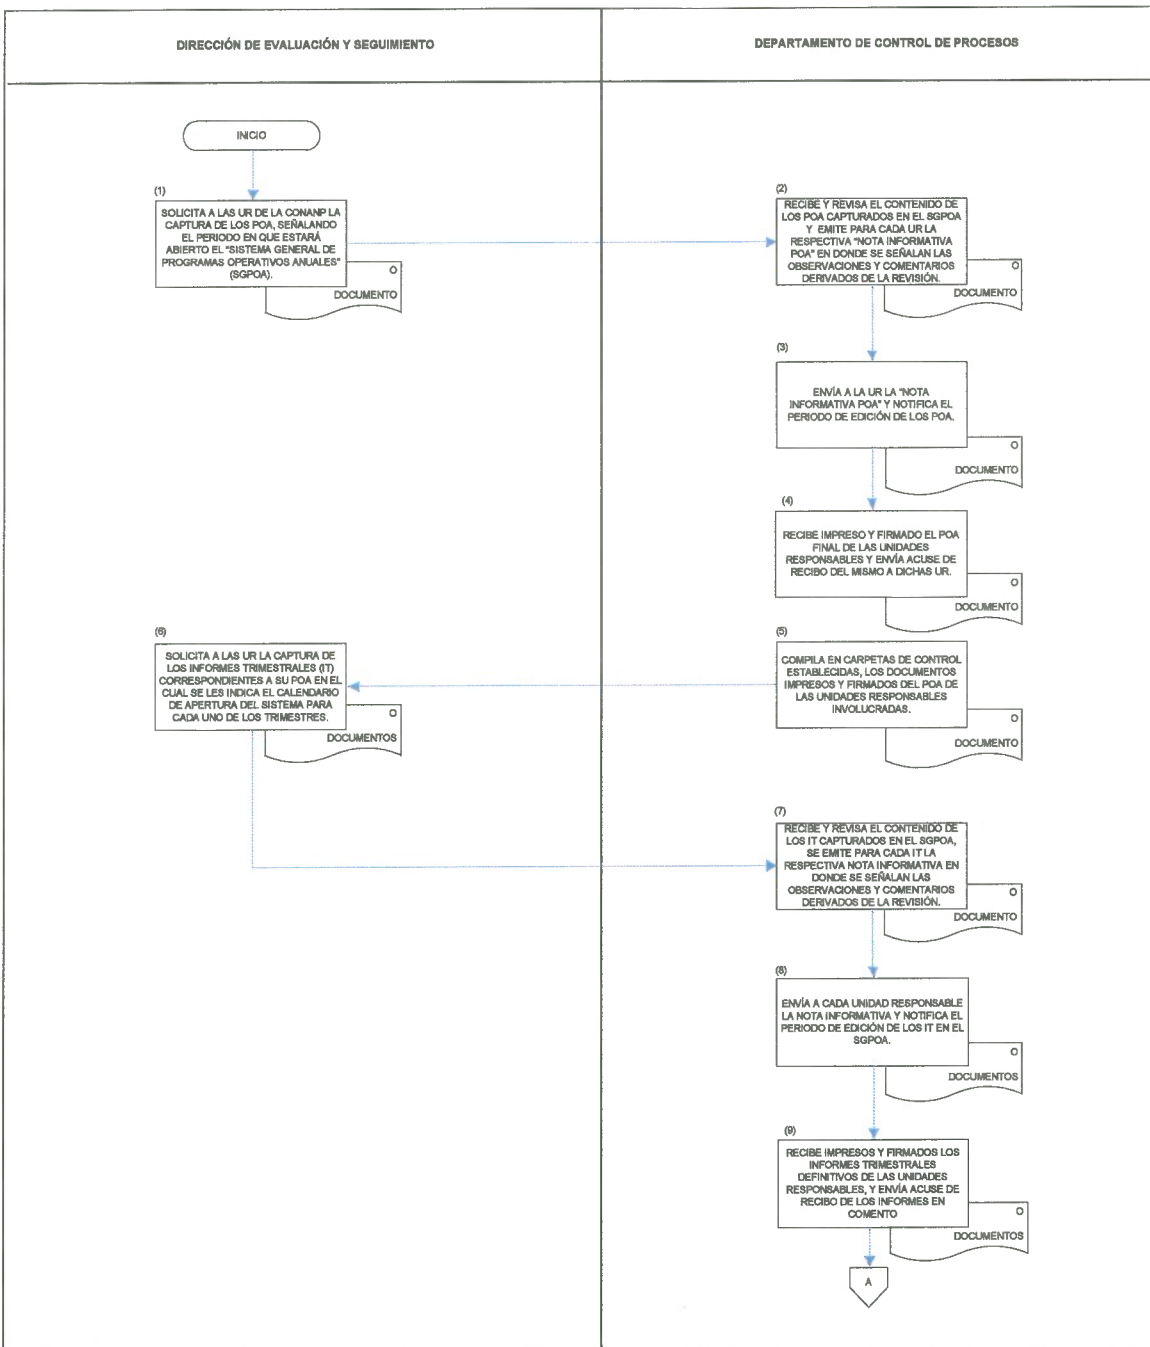 DIRECCIÓN DE EVALUACIÓN Y SEGUIMIENTO
DEPARTAMENTO DE CONTROL DE PROCESOS
INICIO
(1)
SOLICITA A LAS UR DE LA CONANP LA
CAPTURA DE LOS POA, SEÑALANDO
EL PERIODO EN QUE ESTARÁ
ABIERTO EL "SISTEMA GENERAL DE
PROGRAMAS OPERATIVOS ANUALES"
(SGPOA).
O
DOCUMENTO
(2)
RECIBE Y REVISA EL CONTENIDO DE
LOS POA CAPTURADOS EN EL SGPOA
Y EMITE PARA CADA UR LA
RESPECTIVA "NOTA INFORMATIVA
POA" EN DONDE SE SEÑALAN LAS
OBSERVACIONES Y COMENTARIOS
DERIVADOS DE LA REVISIÓN.
O
DOCUMENTO
(3)
ENVÍA A LA UR LA "NOTA
INFORMATIVA POA" Y NOTIFICA EL
PERIODO DE EDICIÓN DE LOS POA.
O
DOCUMENTO
(4)
RECIBE IMPRESO Y FIRMADO EL POA
FINAL DE LAS UNIDADES
RESPONSABLES Y ENVÍA ACUSE DE
RECIBO DEL MISMO A DICHAS UR.
O
DOCUMENTO
(5)
COMPILA EN CARPETAS DE CONTROL
ESTABLECIDAS, LOS DOCUMENTOS
IMPRESOS Y FIRMADOS DEL POA DE
LAS UNIDADES RESPONSABLES
INVOLUCRADAS.
O
DOCUMENTO
(6)
SOLICITA A LAS UR LA CAPTURA DE
LOS INFORMES TRIMESTRALES (IT)
CORRESPONDIENTES A SU POA EN EL
CUAL SE LES INDICA EL CALENDARIO
DE APERTURA DEL SISTEMA PARA
CADA UNO DE LOS TRIMESTRES.
O
DOCUMENTOS
(7)
RECIBE Y REVISA EL CONTENIDO DE
LOS IT CAPTURADOS EN EL SGPOA,
SE EMITE PARA CADA IT LA
RESPECTIVA NOTA INFORMATIVA EN
DONDE SE SEÑALAN LAS
OBSERVACIONES Y COMENTARIOS
DERIVADOS DE LA REVISIÓN.
O
DOCUMENTO
(8)
ENVÍA A CADA UNIDAD RESPONSABLE
LA NOTA INFORMATIVA Y NOTIFICA EL
PERIODO DE EDICIÓN DE LOS IT EN EL
SGPOA.
O
DOCUMENTOS
(9)
RECIBE IMPRESOS Y FIRMADOS LOS
INFORMES TRIMESTRALES
DEFINITIVOS DE LAS UNIDADES
RESPONSABLES, Y ENVÍA ACUSE DE
RECIBO DE LOS INFORMES EN
COMENTO
O
DOCUMENTOS
A